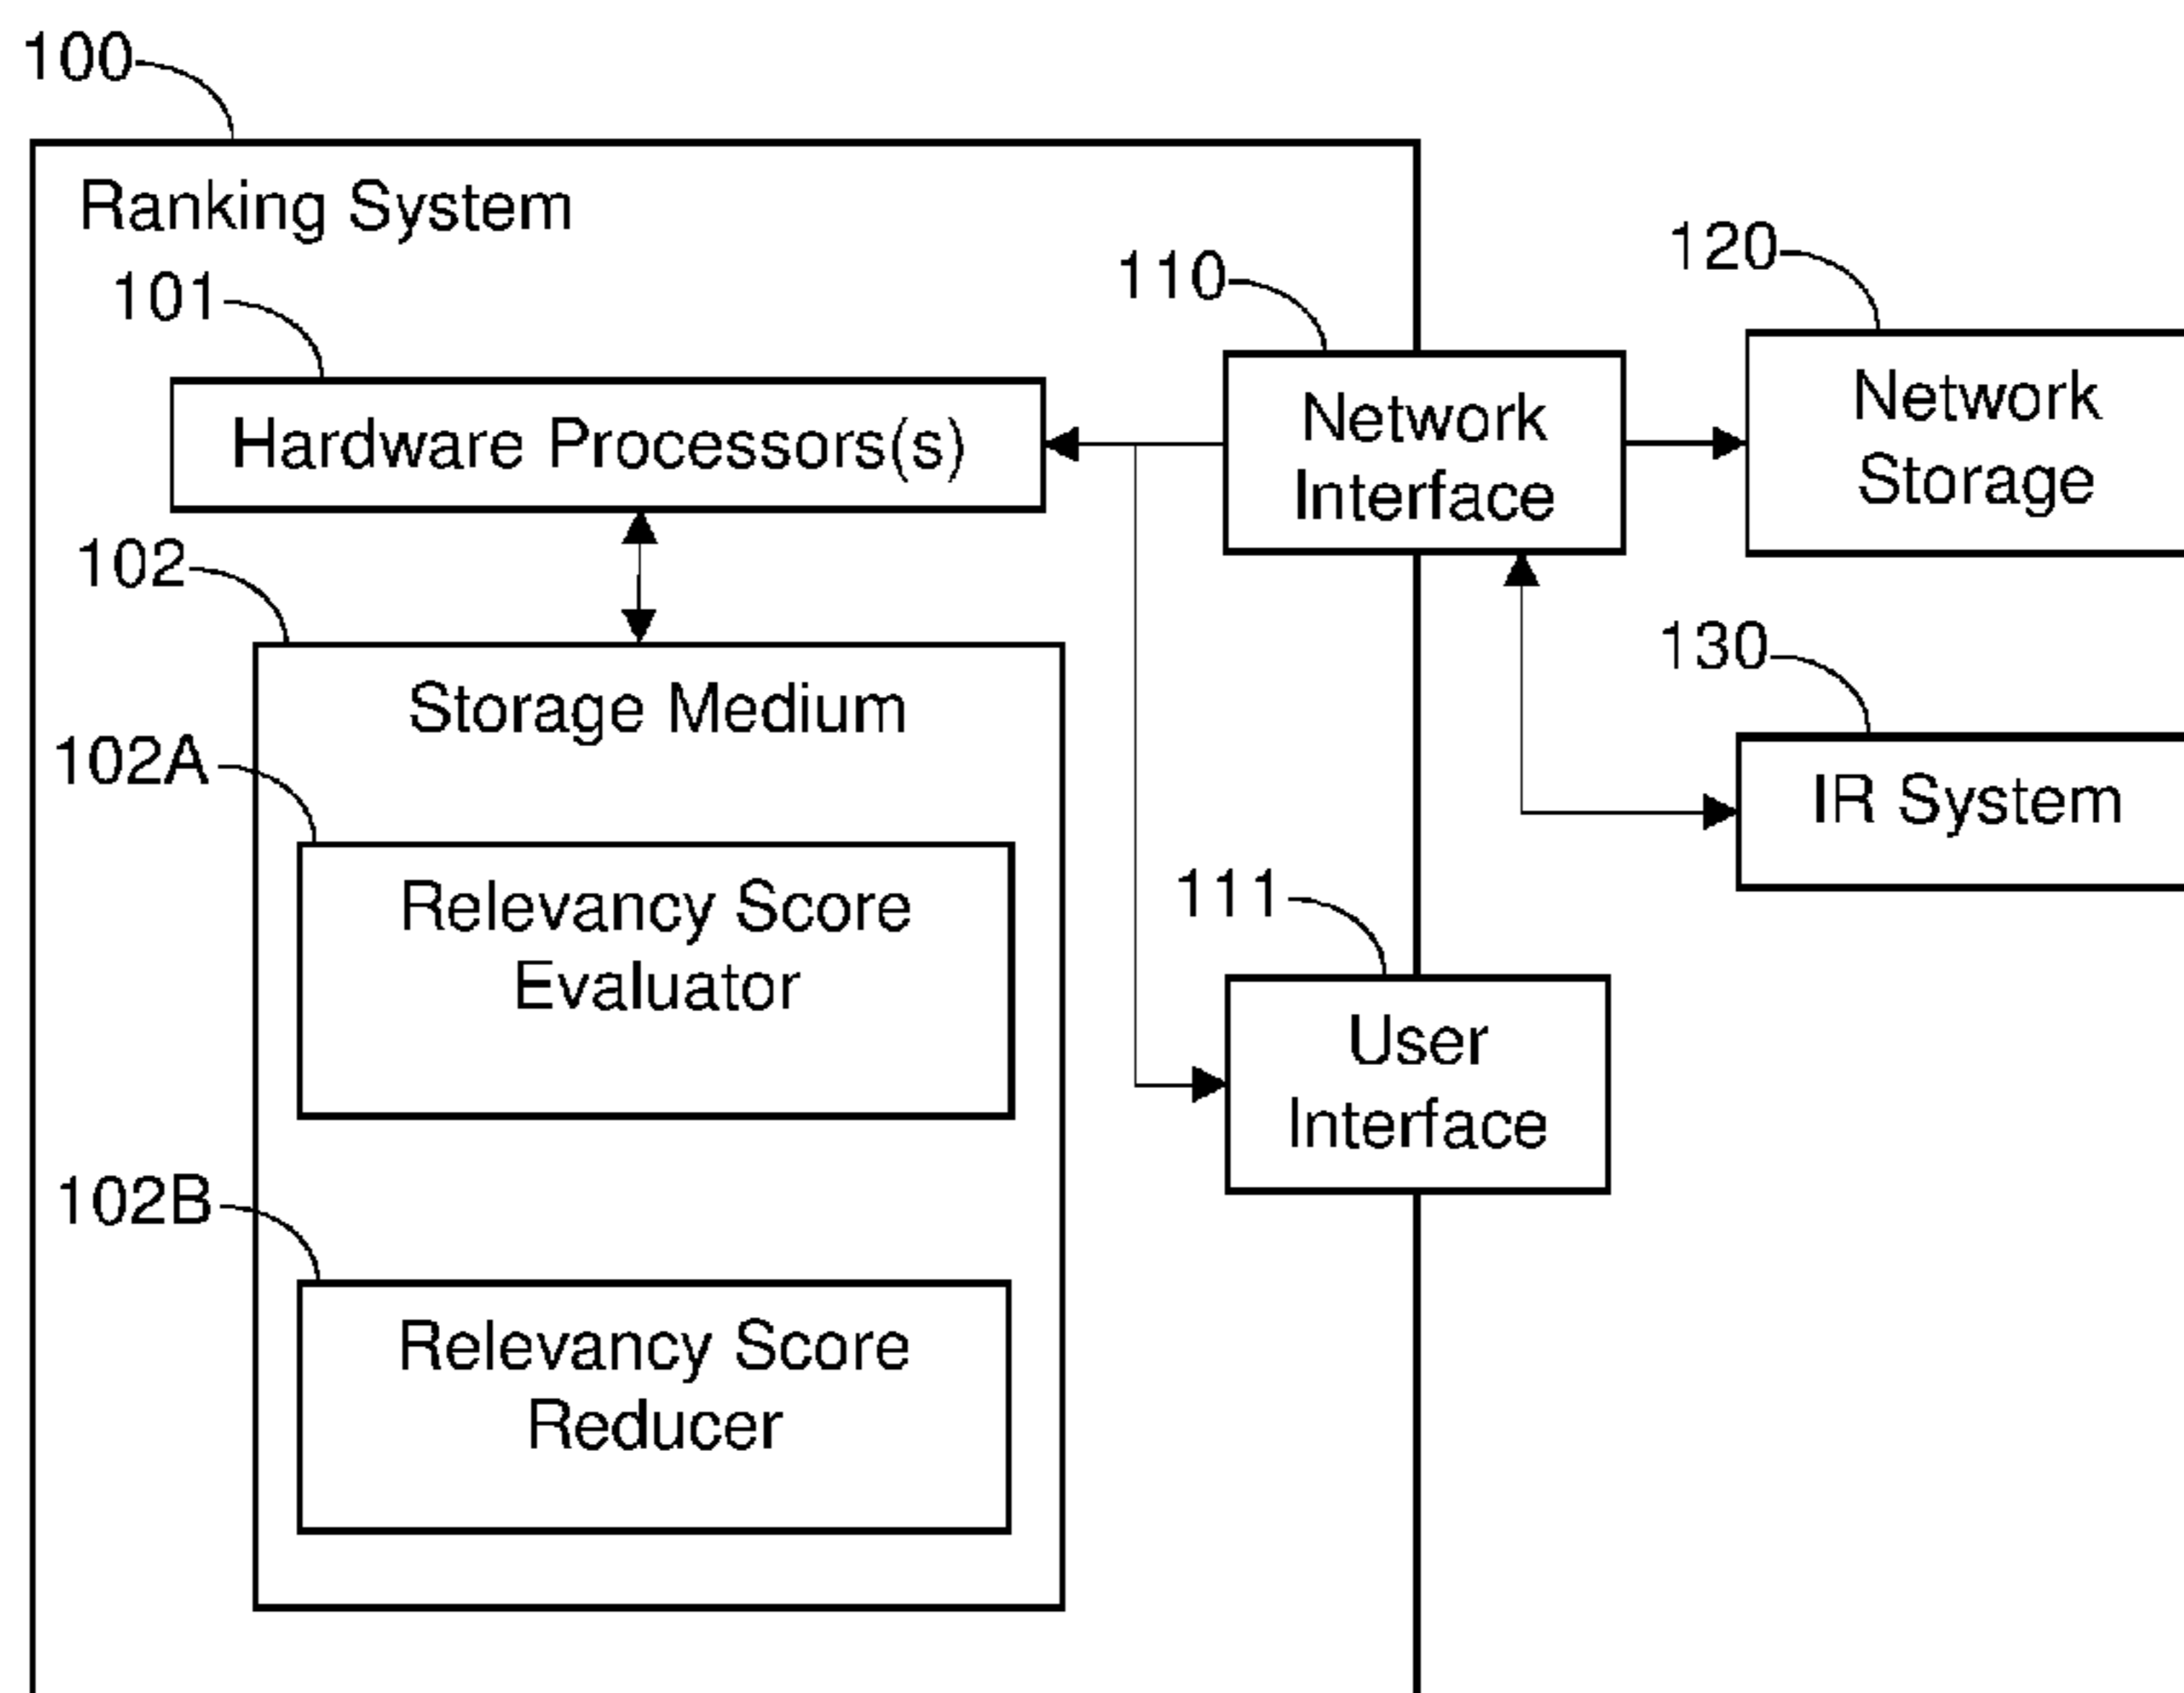 100
Ranking System
101
110
120
Hardware Processors(s)
Network
Interface
Network
Storage
102
130
Storage Medium
IR System
102A
Relevancy Score
Evaluator
111
User
Interface
102B
Relevancy Score
Reducer